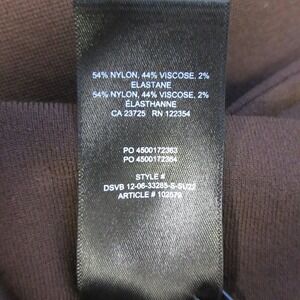 54% NYLON, 44% VISCOSE, 2%
ELASTANE
54% NYLON, 44% VISCOSE, 2%
ÉLASTHANNE
CA 23725 RN 122354
PO 4500172363
PO 4500172364
STYLE #
DSVB 12-06-33285-S-SU22
ARTICLE # 102579